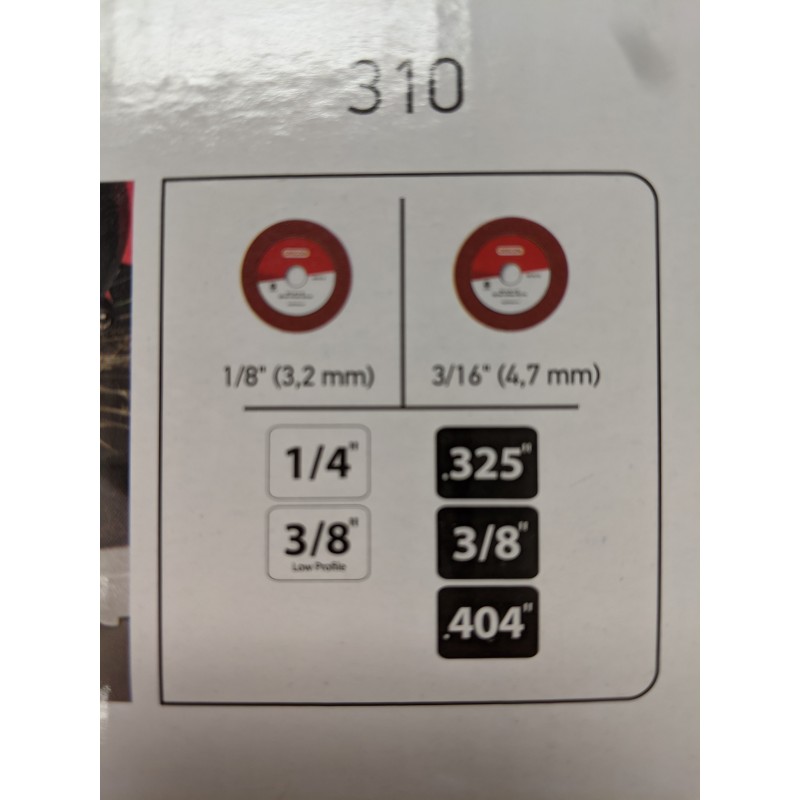 310
1/8" (3,2 mm)
3/16" (4,7 mm)
1/4"
3/8"
Low Profile
.325"
3/8"
.404"